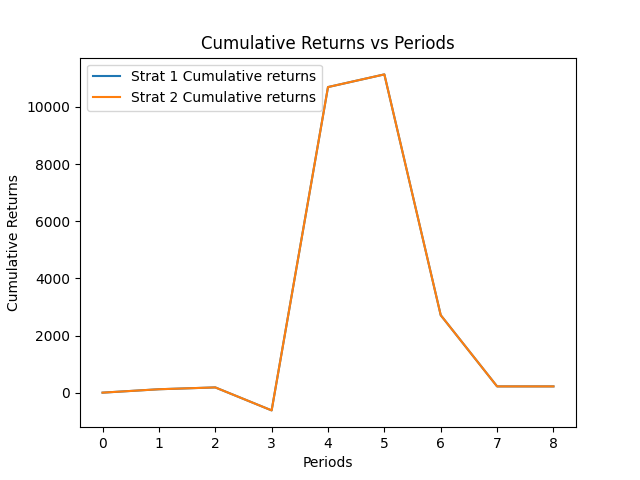 Cumulative Returns vs Periods
Strat 1 Cumulative returns
Strat 2 Cumulative returns
10000
8000
6000
4000
2000
0
Cumulative Returns
0 1 2 3 4 5 6 7 8
Periods